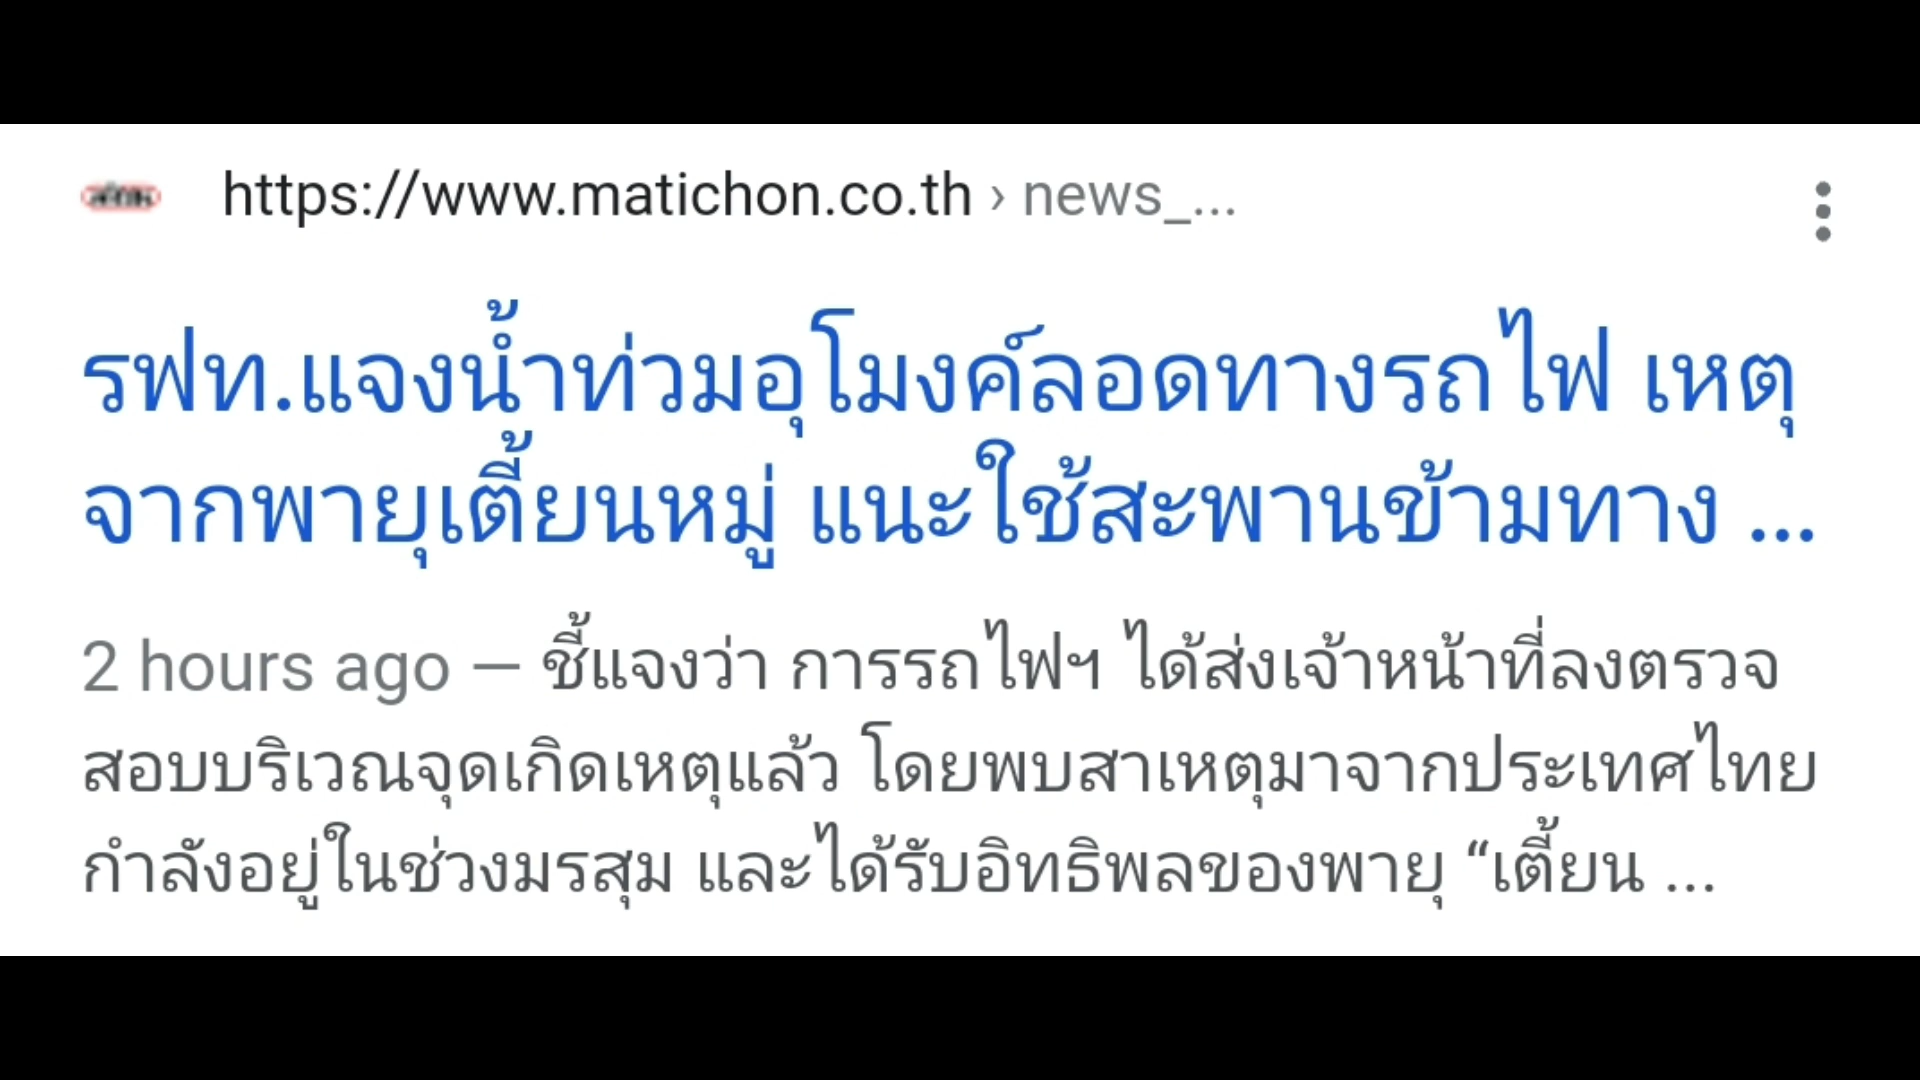 https://www.matichon.co.th › news_...
รฟท.แจงน้ำท่วมอุโมงค์ลอดทางรถไฟ เหตุ
จากพายุเตี้ยนหมู่ แนะใช้สะพานข้ามทาง ...
2 hours ago — ชี้แจงว่า การรถไฟฯ ได้ส่งเจ้าหน้าที่ลงตรวจ
สอบบริเวณจุดเกิดเหตุแล้ว โดยพบสาเหตุมาจากประเทศไทย
กำลังอยู่ในช่วงมรสุม และได้รับอิทธิพลของพายุ “เตี้ยน ...